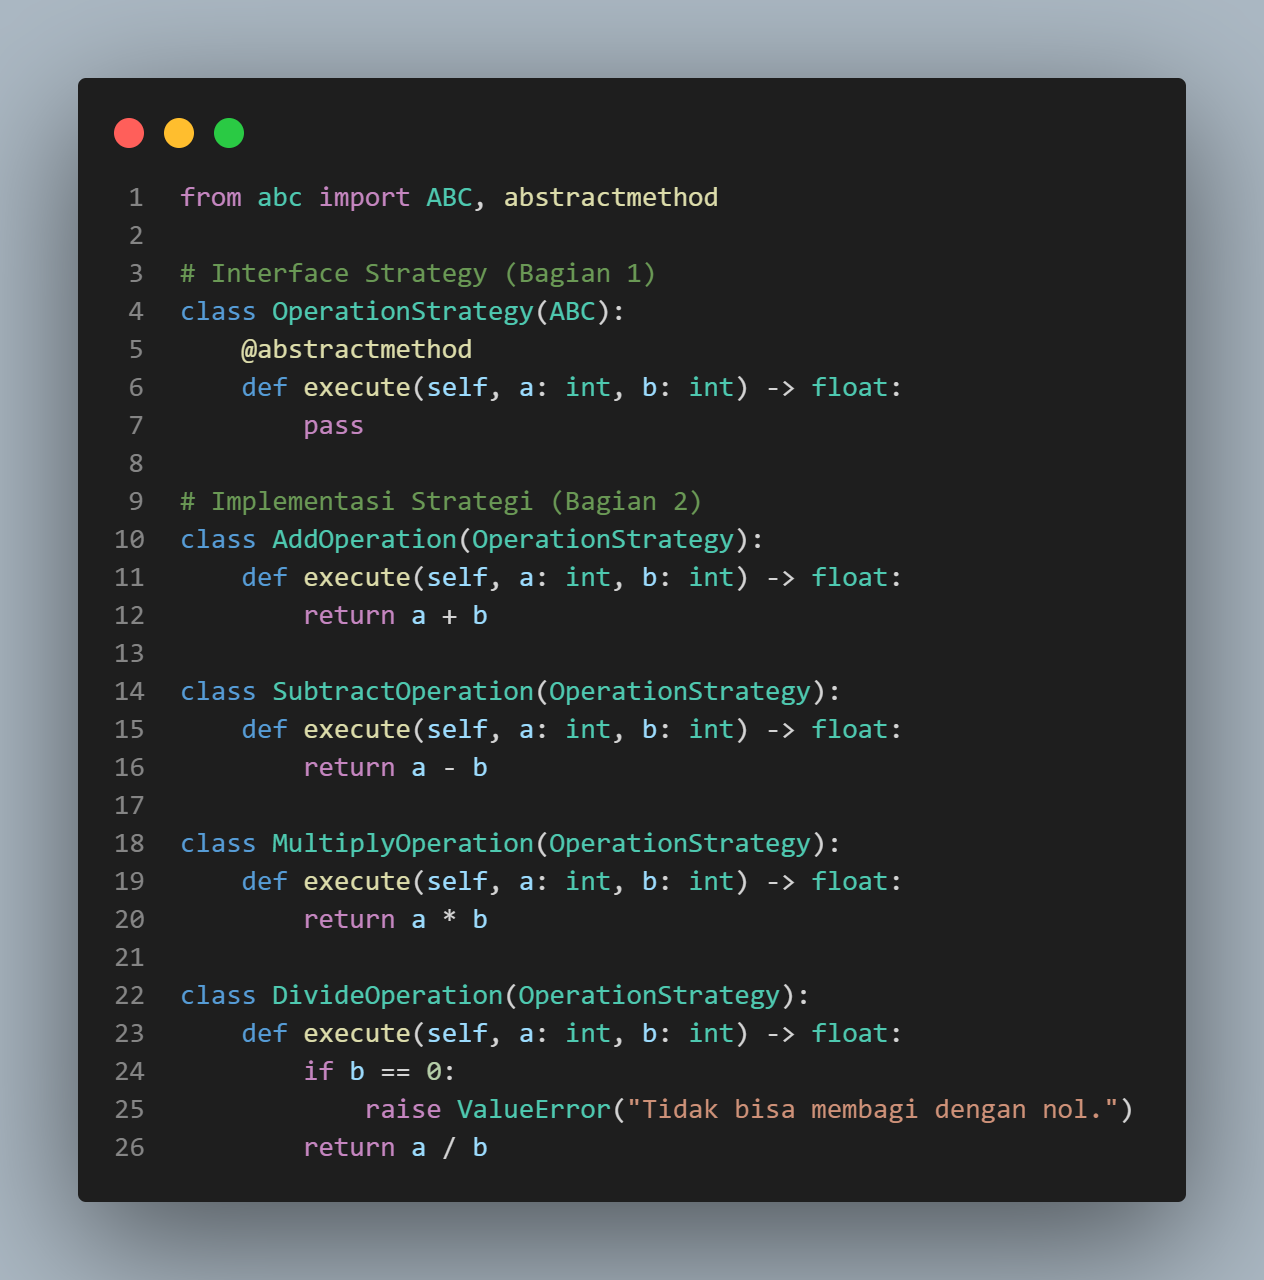 1 from abc import ABC, abstractmethod
2
3 # Interface Strategy (Bagian 1)
4 class OperationStrategy(ABC):
5     @abstractmethod
6     def execute(self, a: int, b: int) -> float:
7         pass
8
9 # Implementasi Strategi (Bagian 2)
10 class AddOperation(OperationStrategy):
11     def execute(self, a: int, b: int) -> float:
12         return a + b
13
14 class SubtractOperation(OperationStrategy):
15     def execute(self, a: int, b: int) -> float:
16         return a - b
17
18 class MultiplyOperation(OperationStrategy):
19     def execute(self, a: int, b: int) -> float:
20         return a * b
21
22 class DivideOperation(OperationStrategy):
23     def execute(self, a: int, b: int) -> float:
24         if b == 0:
25             raise ValueError("Tidak bisa membagi dengan nol.")
26         return a / b